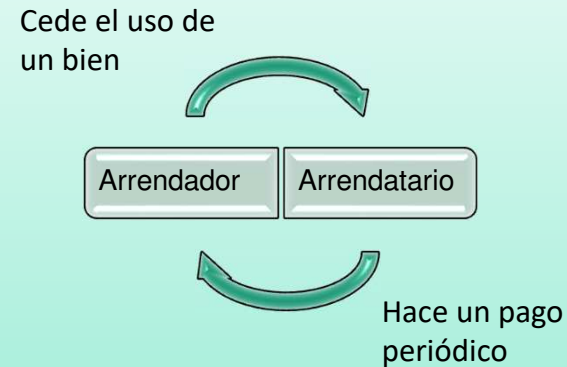 Cede el uso de
un bien
Arrendador
Arrendatario
Hace un pago
periódico